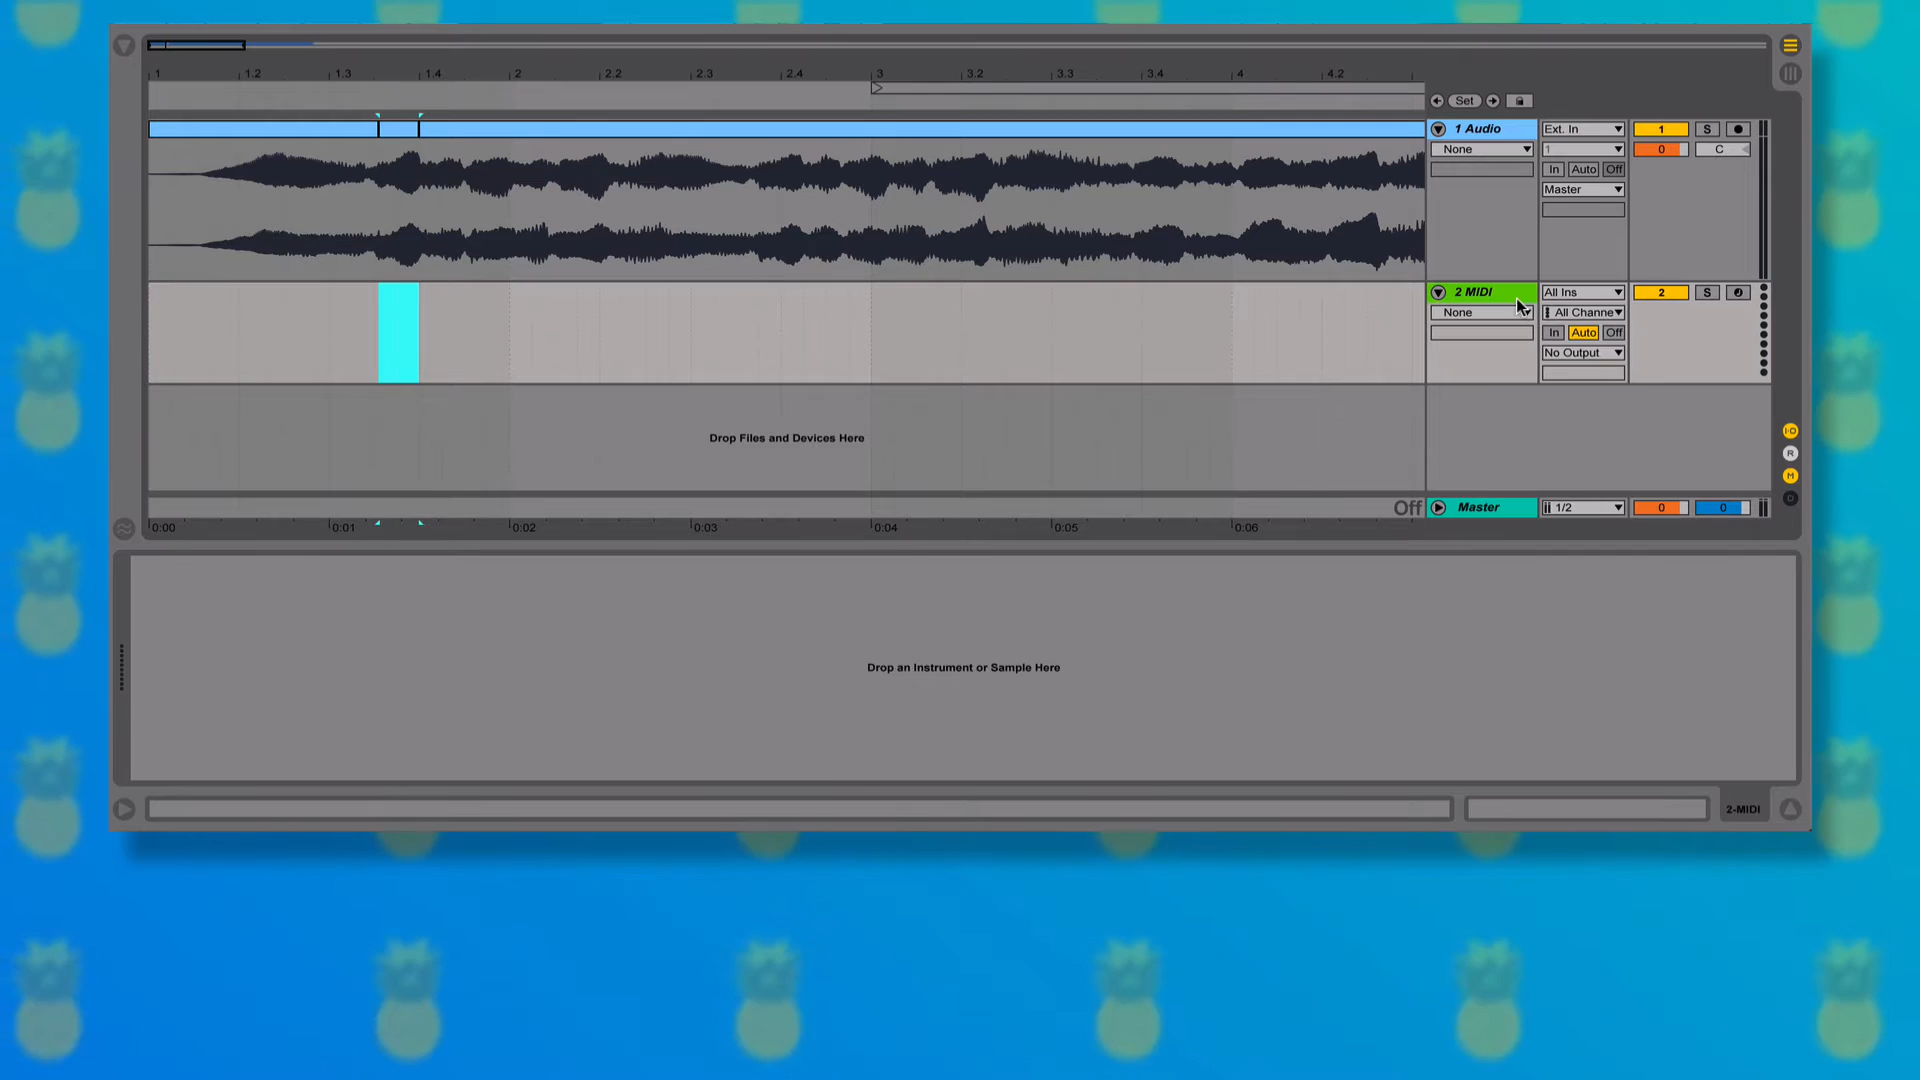 1 1.2 1.3 1.4 2 2.2 2.3 2.4 3 3.2 3.3 3.4 4 4.2
Set
1 Audio Ext. In 1 S
None 1 0 C
In Auto Off
Master
2 MIDI All Ins 2 S
None All Channe
In Auto Off
No Output
Drop Files and Devices Here
Off Master 1/2 0 0
I-O
R
M
D
0:00 0:01 0:02 0:03 0:04 0:05 0:06
Drop an Instrument or Sample Here
2-MIDI